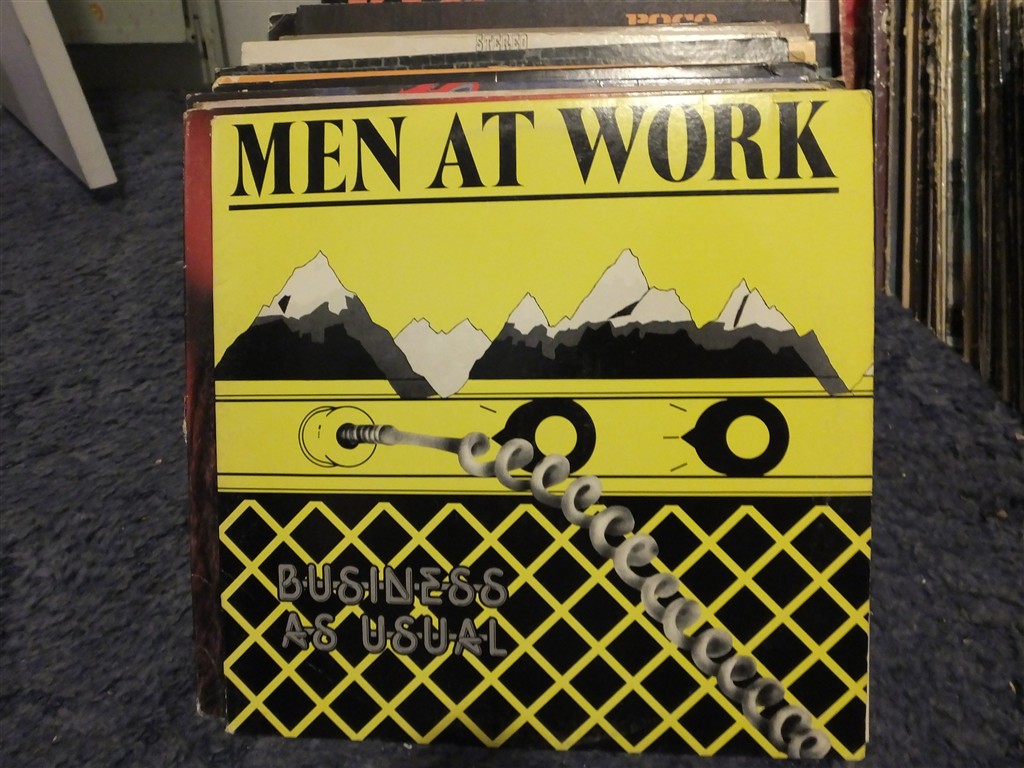 POCO
STEREO
MEN AT WORK
BUSINESS
AS USUAL